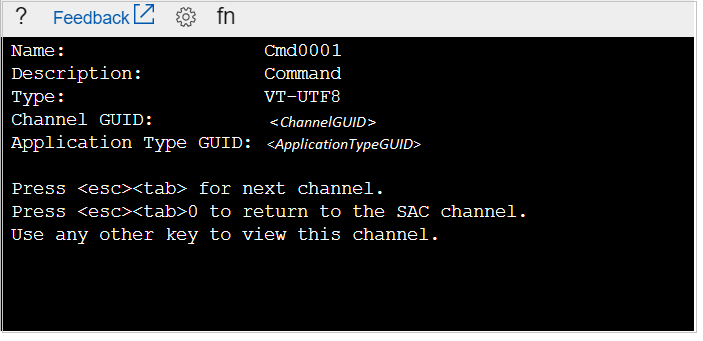 ? Feedback fn
Name: Cmd0001
Description: Command
Type: VT-UTF8
Channel GUID: <ChannelGUID>
Application Type GUID: <ApplicationTypeGUID>
Press <esc><tab> for next channel.
Press <esc><tab>0 to return to the SAC channel.
Use any other key to view this channel.